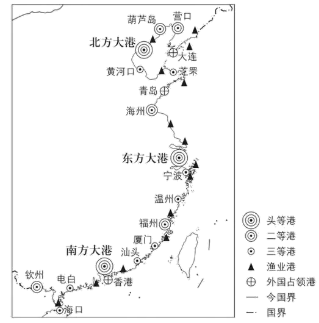 葫芦岛
营口
北方大港
大连
黄河口
芝罘
青岛
海州
东方大港
宁波
温州
福州
厦门
南方大港
汕头
钦州
电白
香港
海口
头等港
二等港
三等港
渔业港
外国占领港
今国界
国界